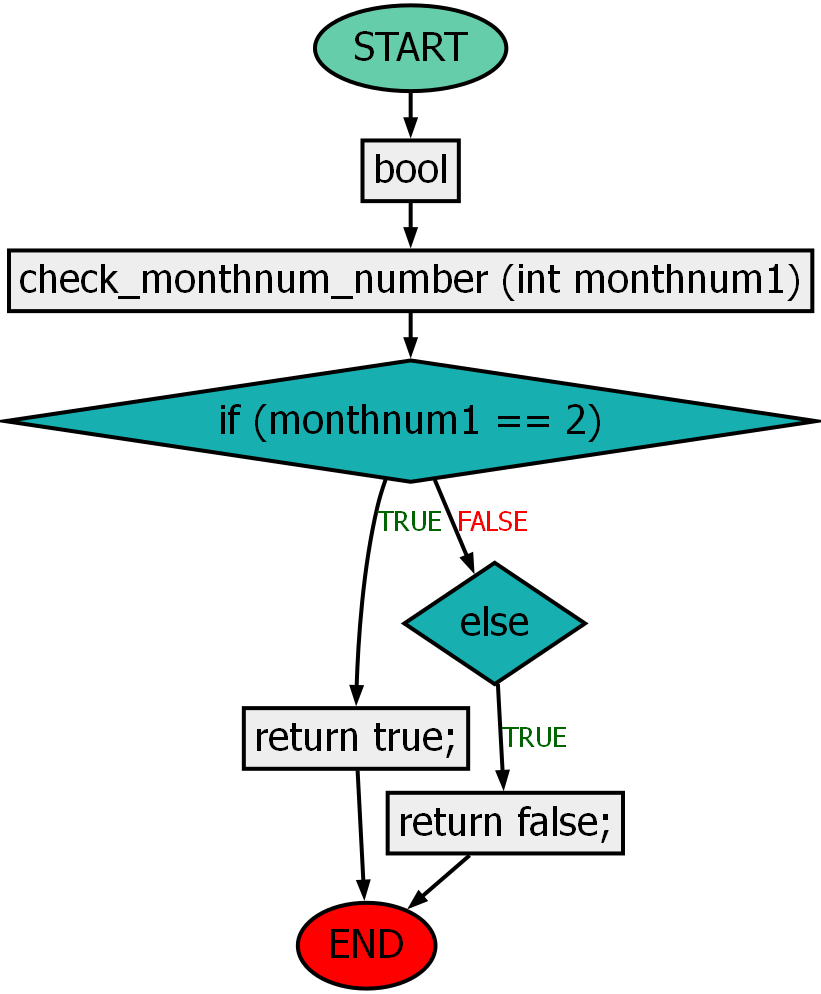 START
bool
check_monthnum_number (int monthnum1)
if (monthnum1 == 2)
TRUE
FALSE
else
return true;
TRUE
return false;
END